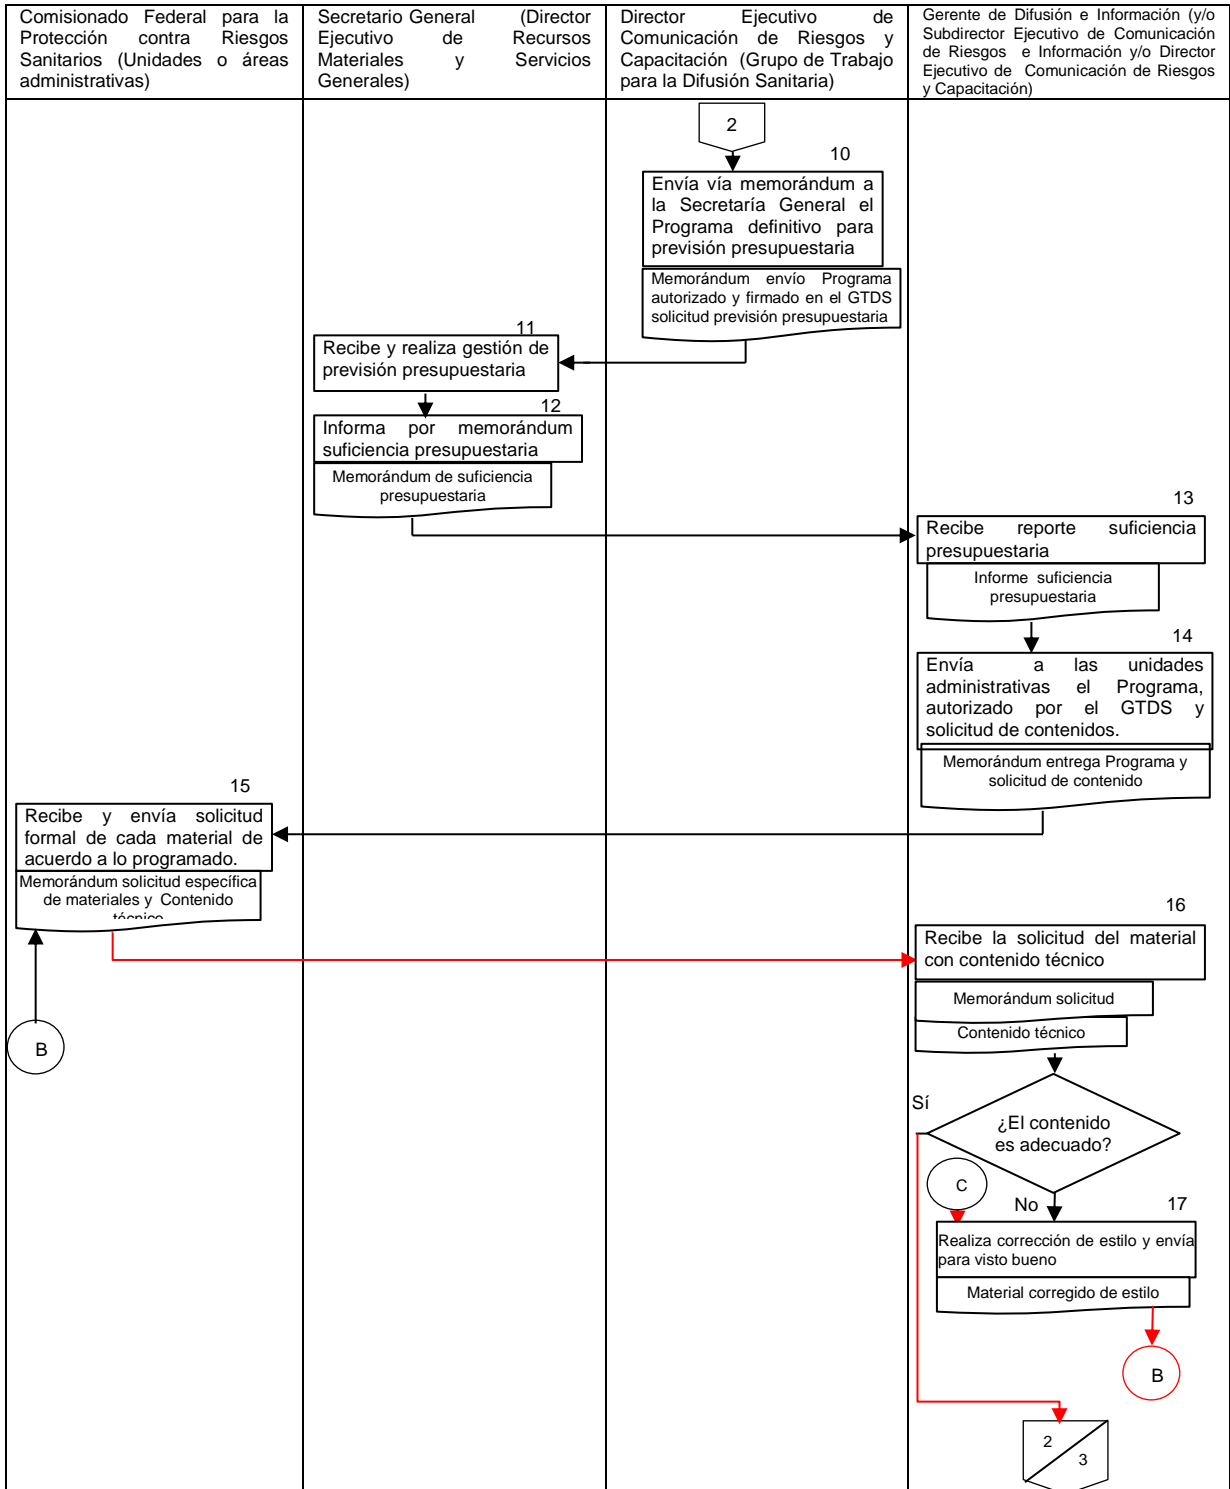 Comisionado Federal para la
Protección contra Riesgos
Sanitarios (Unidades o áreas
administrativas)
Secretario General (Director
Ejecutivo de Recursos
Materiales y Servicios
Generales)
Director Ejecutivo de
Comunicación de Riesgos y
Capacitación (Grupo de Trabajo
para la Difusión Sanitaria)
Gerente de Difusión e Información (y/o
Subdirector Ejecutivo de Comunicación
de Riesgos e Información y/o Director
Ejecutivo de Comunicación de Riesgos
y Capacitación)
2
10
Envía vía memorándum a
la Secretaría General el
Programa definitivo para
previsión presupuestaria
Memorándum envío Programa
autorizado y firmado en el GTDS
solicitud previsión presupuestaria
11
Recibe y realiza gestión de
previsión presupuestaria
12
Informa por memorándum
suficiencia presupuestaria
Memorándum de suficiencia
presupuestaria
13
Recibe reporte suficiencia
presupuestaria
Informe suficiencia
presupuestaria
14
Envía a las unidades
administrativas el Programa,
autorizado por el GTDS y
solicitud de contenidos.
Memorándum entrega Programa y
solicitud de contenido
15
Recibe y envía solicitud
formal de cada material de
acuerdo a lo programado.
Memorándum solicitud específica
de materiales y Contenido
técnico
B
16
Recibe la solicitud del material
con contenido técnico
Memorándum solicitud
Contenido técnico
Sí
¿El contenido
es adecuado?
C
No
17
Realiza corrección de estilo y envía
para visto bueno
Material corregido de estilo
B
2
3